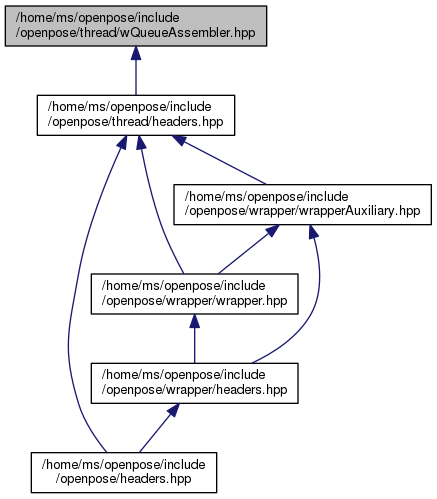 /home/ms/openpose/include
/openpose/thread/wQueueAssembler.hpp
/home/ms/openpose/include
/openpose/thread/headers.hpp
/home/ms/openpose/include
/openpose/wrapper/wrapperAuxiliary.hpp
/home/ms/openpose/include
/openpose/wrapper/wrapper.hpp
/home/ms/openpose/include
/openpose/wrapper/headers.hpp
/home/ms/openpose/include
/openpose/headers.hpp